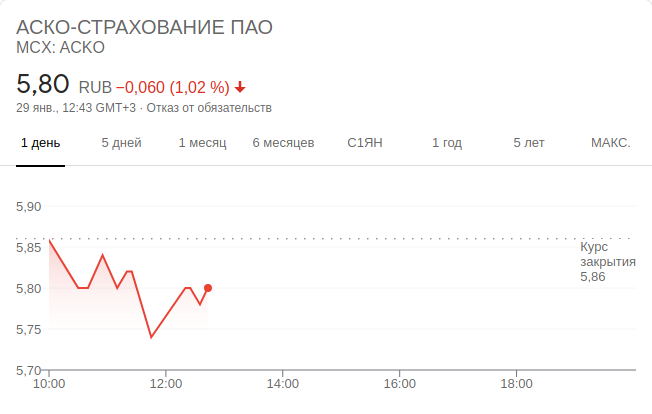 АСКО-СТРАХОВАНИЕ ПАО
MCX: ACKO
5,80 RUB −0,060 (1,02 %)
29 янв., 12:43 GMT+3 · Отказ от обязательств
1 день 5 дней 1 месяц 6 месяцев С1ЯН 1 год 5 лет МАКС.
5,90
5,85
5,80
5,75
5,70
Курс
закрытия
5,86
10:00 12:00 14:00 16:00 18:00